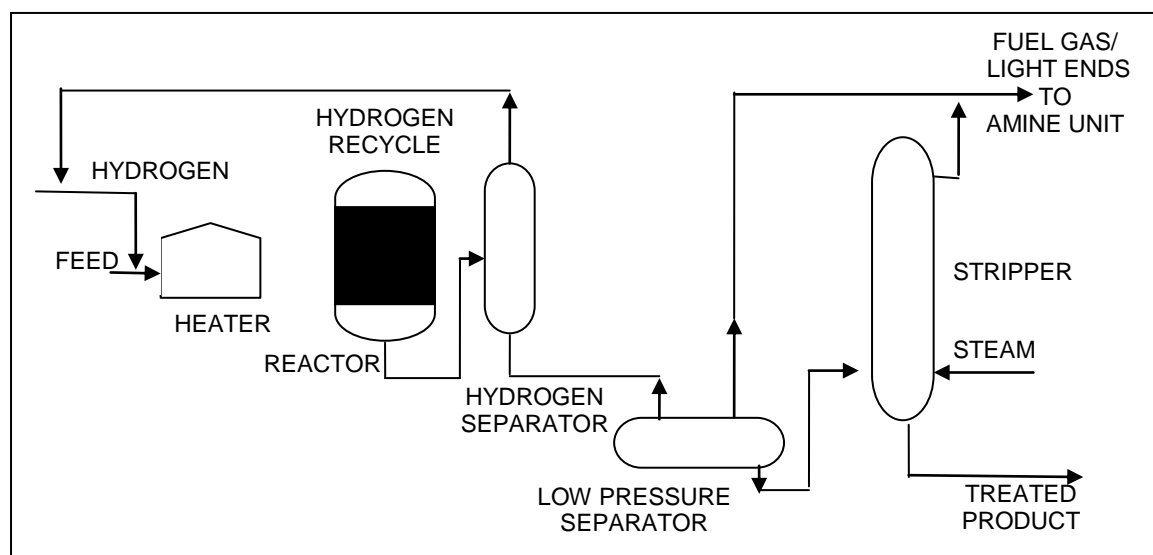 FUEL GAS/
LIGHT ENDS
TO
AMINE UNIT
HYDROGEN
RECYCLE
HYDROGEN
FEED
HEATER
REACTOR
HYDROGEN
SEPARATOR
STRIPPER
STEAM
LOW PRESSURE
SEPARATOR
TREATED
PRODUCT